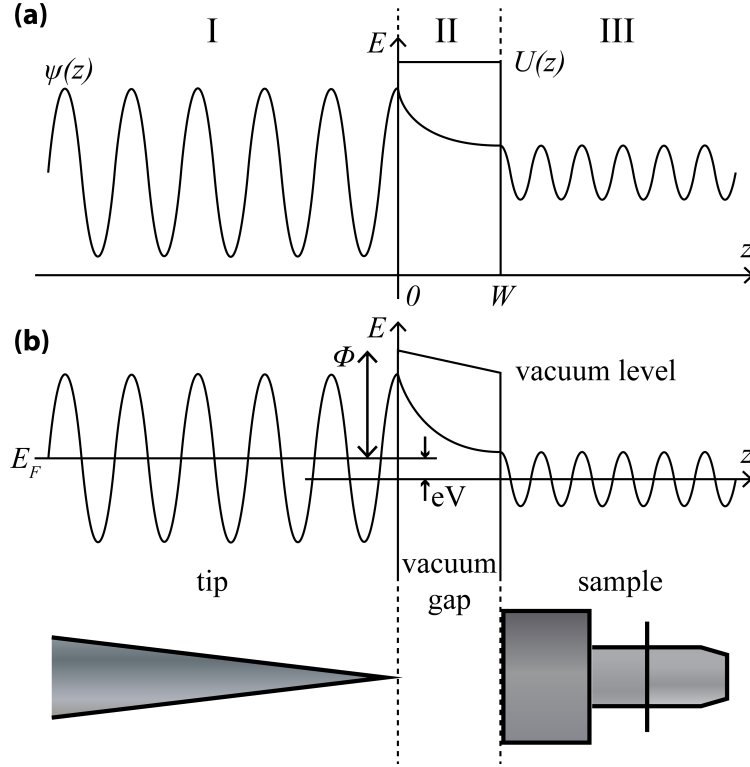 (a)
I
II
III
E
ψ(z)
U(z)
z
0
W
(b)
E
Φ
vacuum level
E_F
z
eV
tip
vacuum
gap
sample